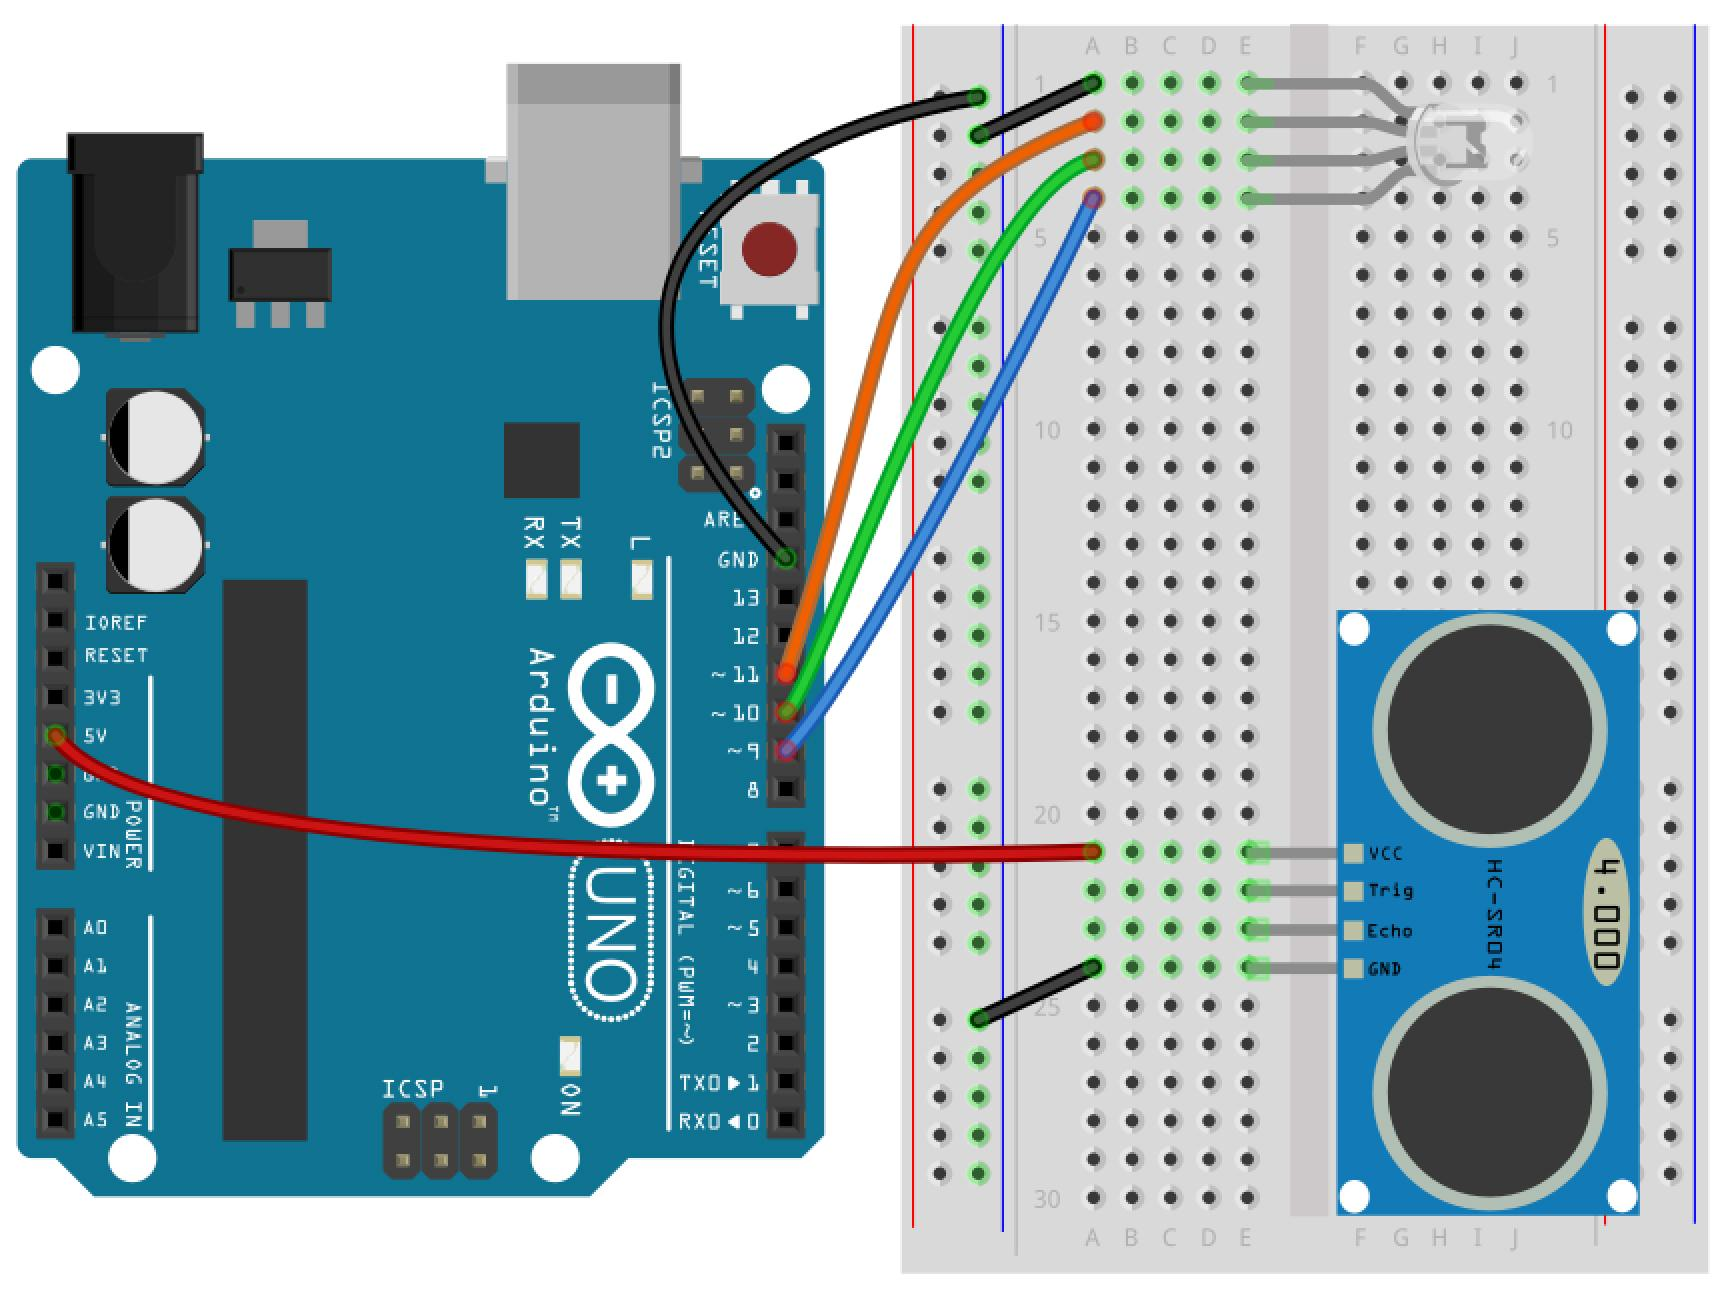 A B C D E F G H I J
1 1
5 5
10 10
15
20
25
30
A B C D E F G H I J
ICSP2
AREF
GND
13
12
~ 11
~ 10
~ 9
8
~ 6
~ 5
4
~ 3
2
TX0 ▶ 1
RX0 ◀ 0
DIGITAL (PWM=~)
RX
TX
L
Arduino™
UNO
ON
ICSP
1
IOREF
RESET
3V3
5V
GND
VIN
POWER
A0
A1
A2
A3
A4
A5
ANALOG IN
VCC
Trig
Echo
GND
HC-SR04
4.000